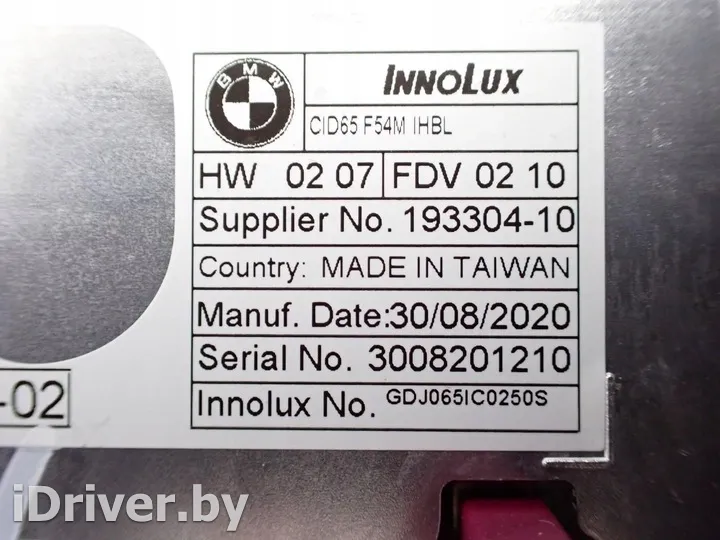 BMW
INNOLUX
CID65 F54M IHBL
HW 02 07 FDV 02 10
Supplier No. 193304-10
Country: MADE IN TAIWAN
Manuf. Date:30/08/2020
Serial No. 3008201210
Innolux No. GDJ065IC0250S
-02
iDriver.by